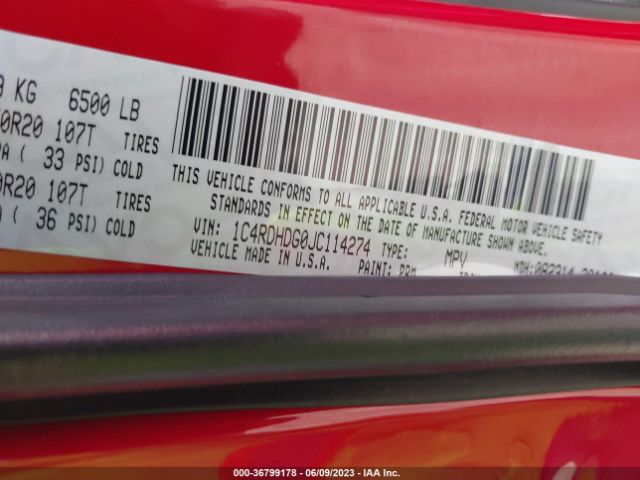 0 KG 6500 LB
0R20 107T TIRES
A ( 33 PSI) COLD
0R20 107T TIRES
) ( 36 PSI) COLD
THIS VEHICLE CONFORMS TO ALL APPLICABLE U.S.A. FEDERAL MOTOR VEHICLE SAFETY
STANDARDS IN EFFECT ON THE DATE OF MANUFACTURE SHOWN ABOVE.
VIN: 1C4RDHDG0JC114274 TYPE: MPV
VEHICLE MADE IN U.S.A. PAINT: PRM
000-36799178 - 06/09/2023 - IAA Inc.